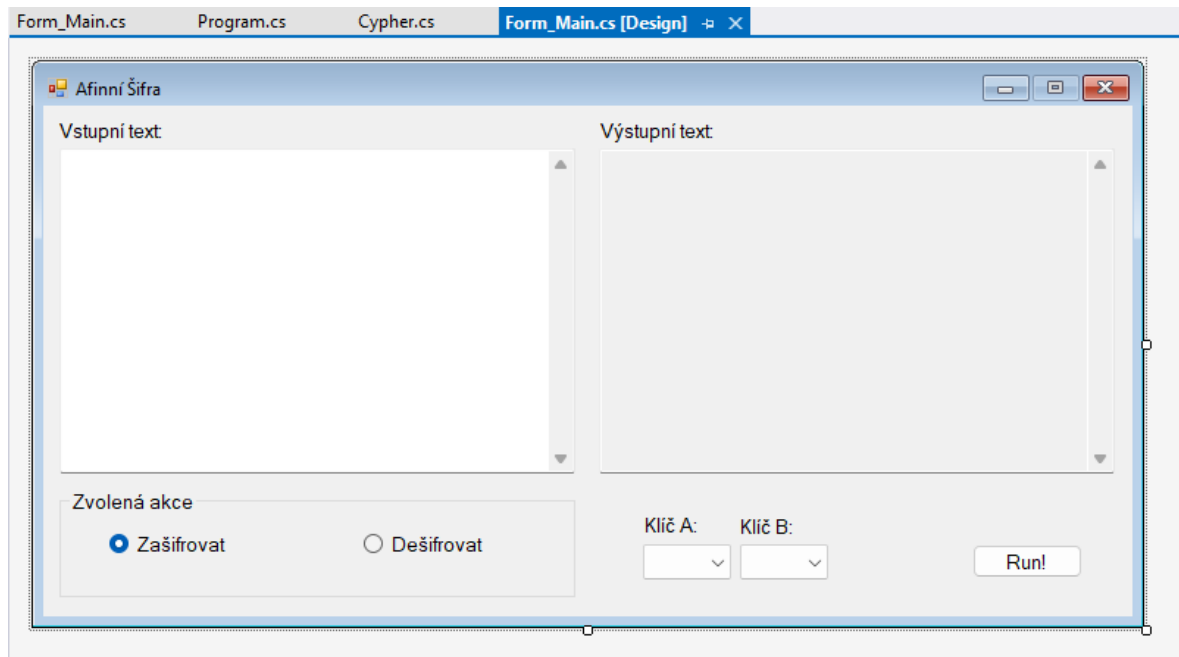 Form_Main.cs Program.cs Cypher.cs Form_Main.cs [Design]
Afinní Šifra
Vstupní text:
Výstupní text:
Zvolená akce
Zašifrovat
Dešifrovat
Klíč A:
Klíč B:
Run!